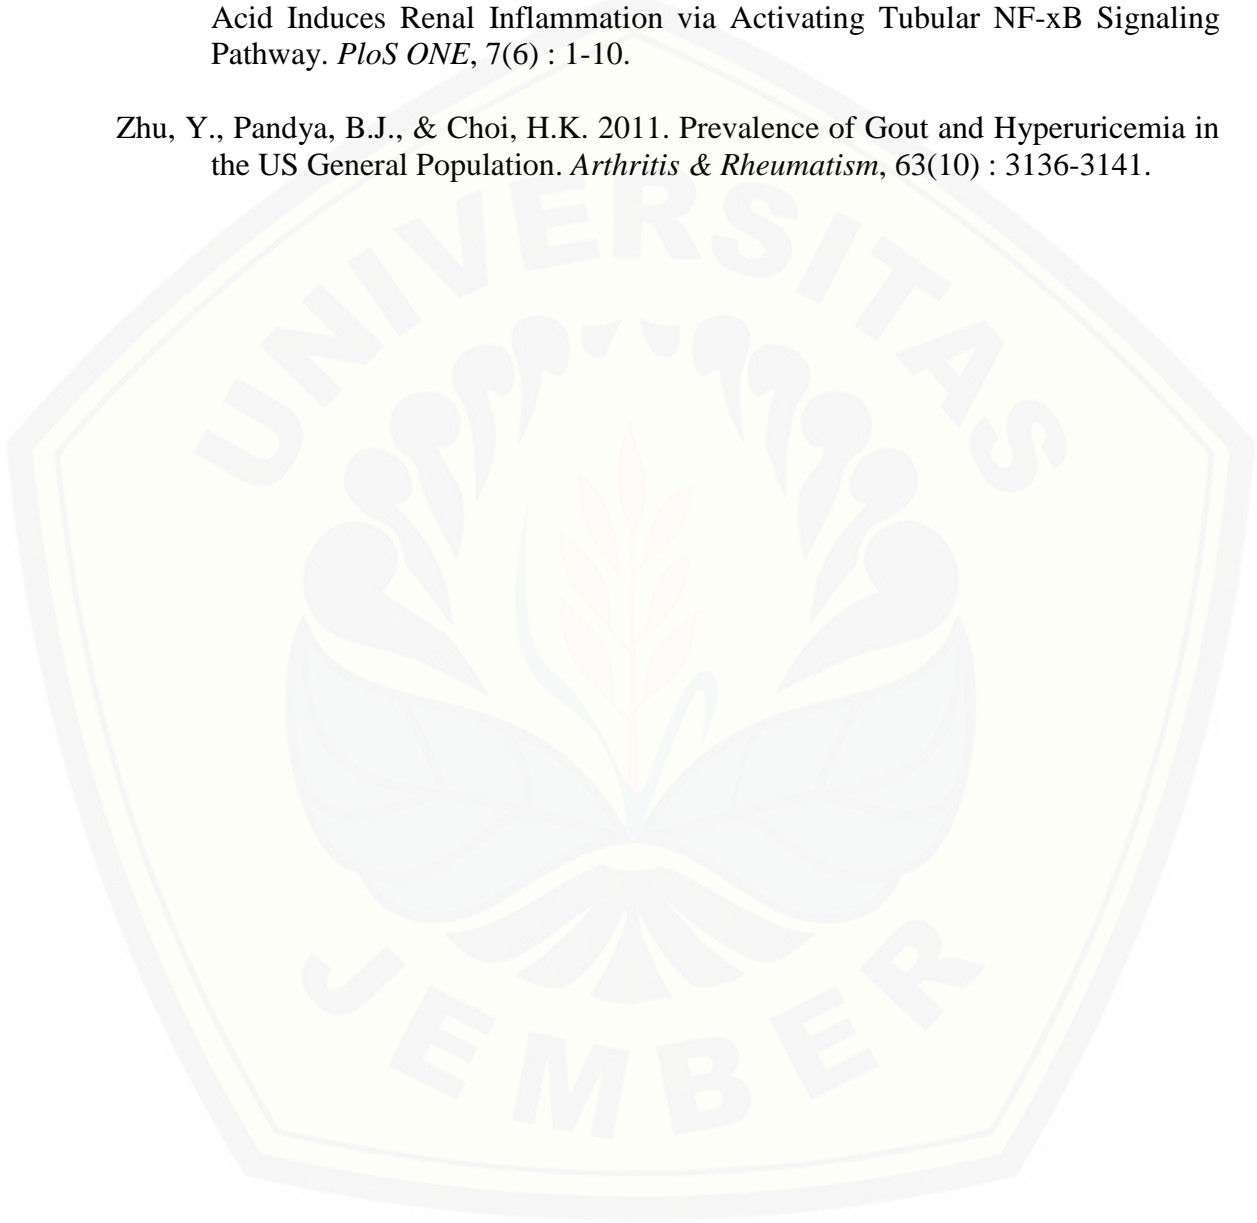 Acid Induces Renal Inflammation via Activating Tubular NF-xB Signaling
Pathway. PloS ONE, 7(6) : 1-10.
Zhu, Y., Pandya, B.J., & Choi, H.K. 2011. Prevalence of Gout and Hyperuricemia in
the US General Population. Arthritis & Rheumatism, 63(10) : 3136-3141.
UNIVERSITAS
JEMBER